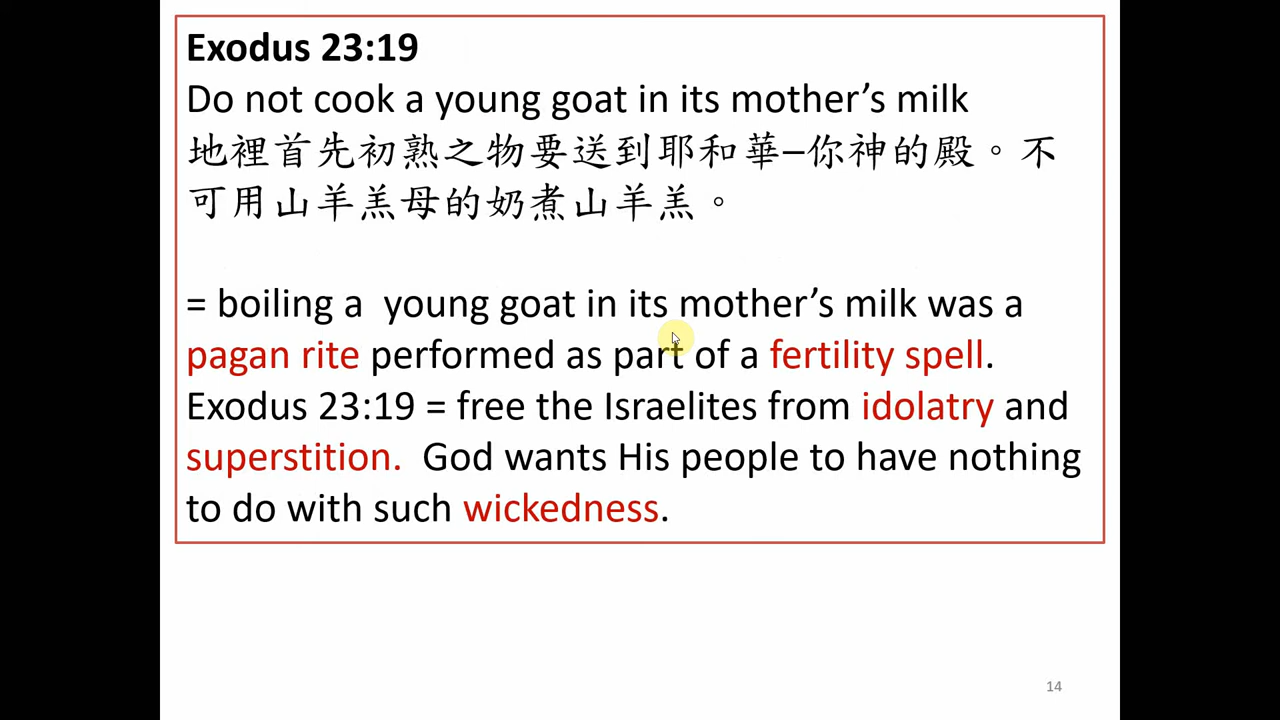 Exodus 23:19
Do not cook a young goat in its mother’s milk
地裡首先初熟之物要送到耶和華–你神的殿。不
可用山羊羔母的奶煮山羊羔。
= boiling a  young goat in its mother’s milk was a
pagan rite performed as part of a fertility spell.
Exodus 23:19 = free the Israelites from idolatry and
superstition.  God wants His people to have nothing
to do with such wickedness.
14